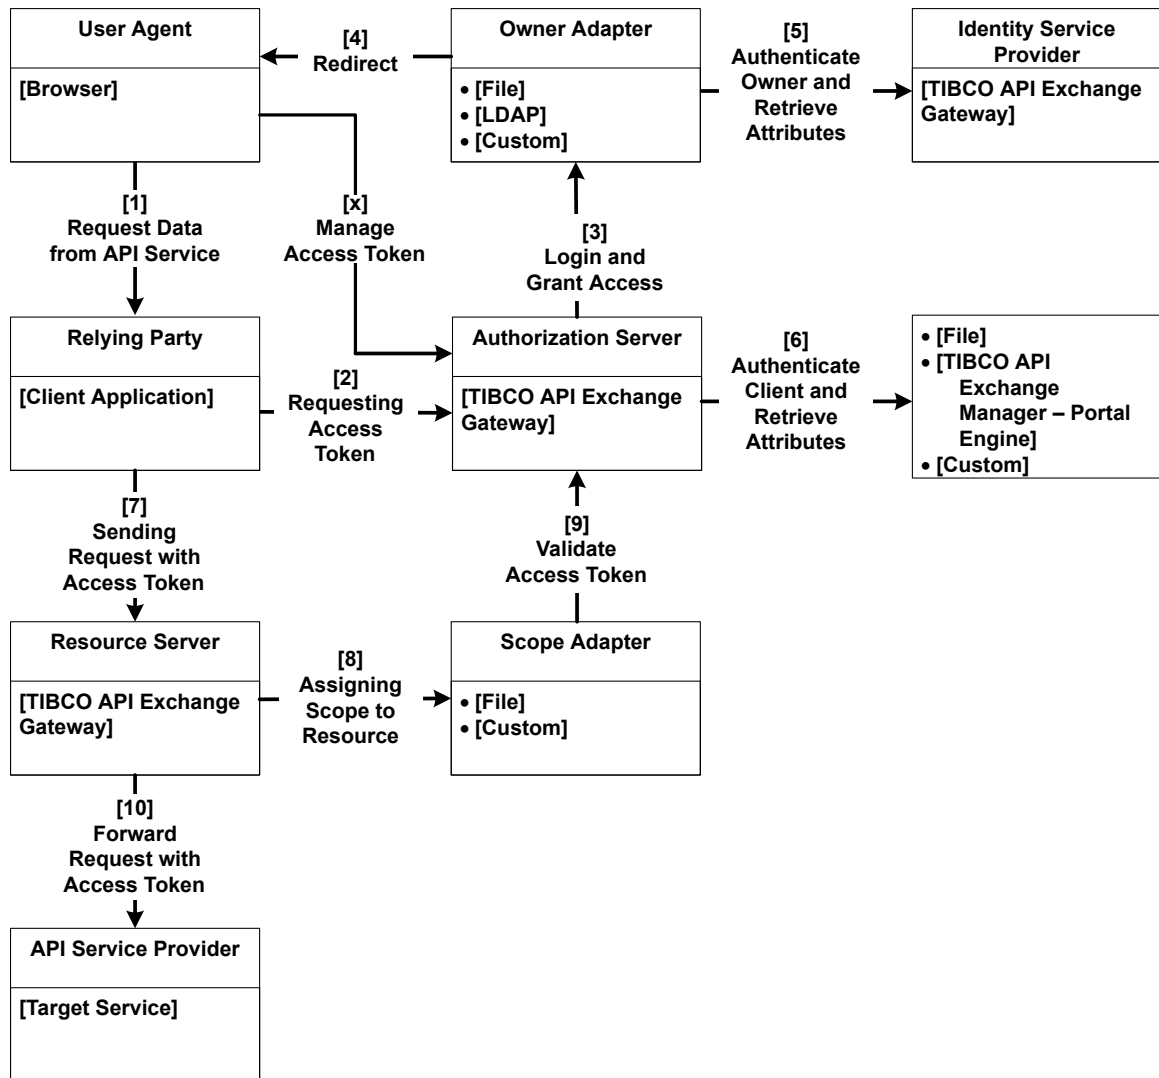 User Agent
[Browser]
[4]
Redirect
Owner Adapter
• [File]
• [LDAP]
• [Custom]
[5]
Authenticate
Owner and
Retrieve
Attributes
Identity Service
Provider
[TIBCO API Exchange
Gateway]
[1]
Request Data
from API Service
[x]
Manage
Access Token
[3]
Login and
Grant Access
Relying Party
[Client Application]
[2]
Requesting
Access
Token
Authorization Server
[TIBCO API Exchange
Gateway]
[6]
Authenticate
Client and
Retrieve
Attributes
• [File]
• [TIBCO API
Exchange
Manager – Portal
Engine]
• [Custom]
[7]
Sending
Request with
Access Token
[9]
Validate
Access Token
Resource Server
[TIBCO API Exchange
Gateway]
[8]
Assigning
Scope to
Resource
Scope Adapter
• [File]
• [Custom]
[10]
Forward
Request with
Access Token
API Service Provider
[Target Service]